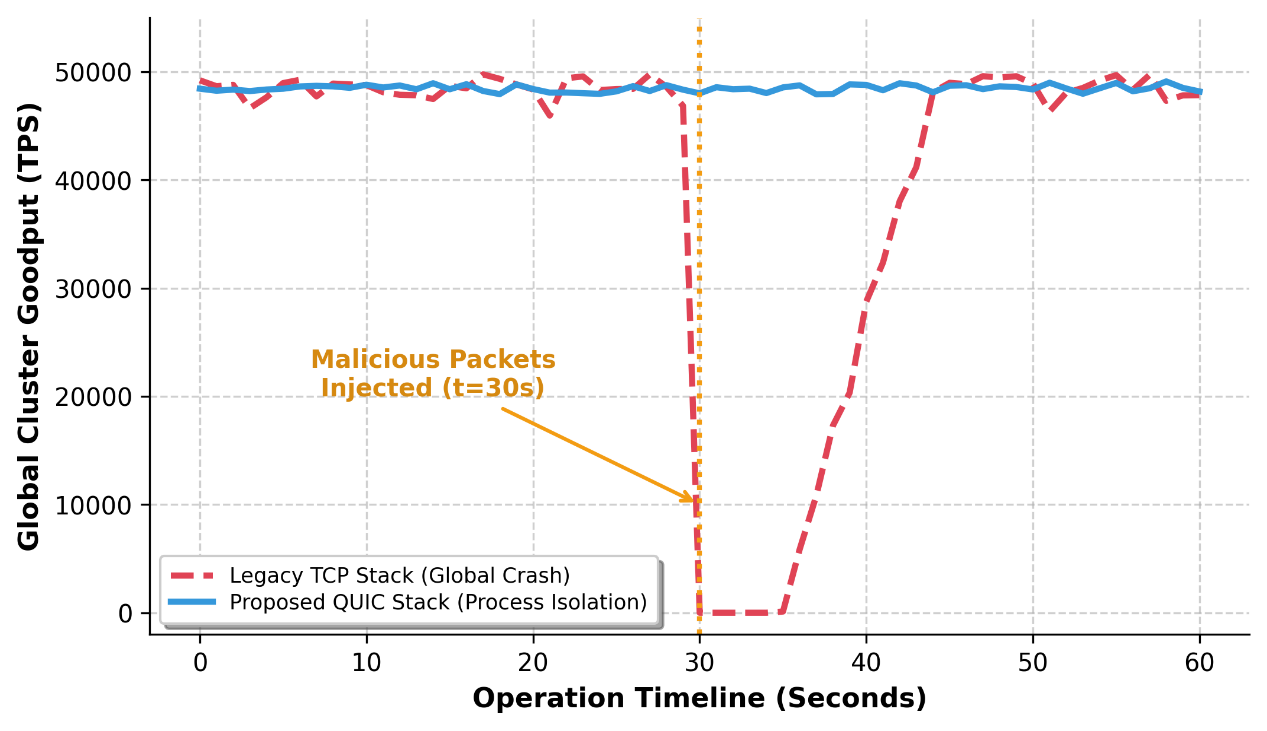 50000
40000
30000
20000
10000
0
Global Cluster Goodput (TPS)
Malicious Packets
Injected (t=30s)
Legacy TCP Stack (Global Crash)
Proposed QUIC Stack (Process Isolation)
0 10 20 30 40 50 60
Operation Timeline (Seconds)